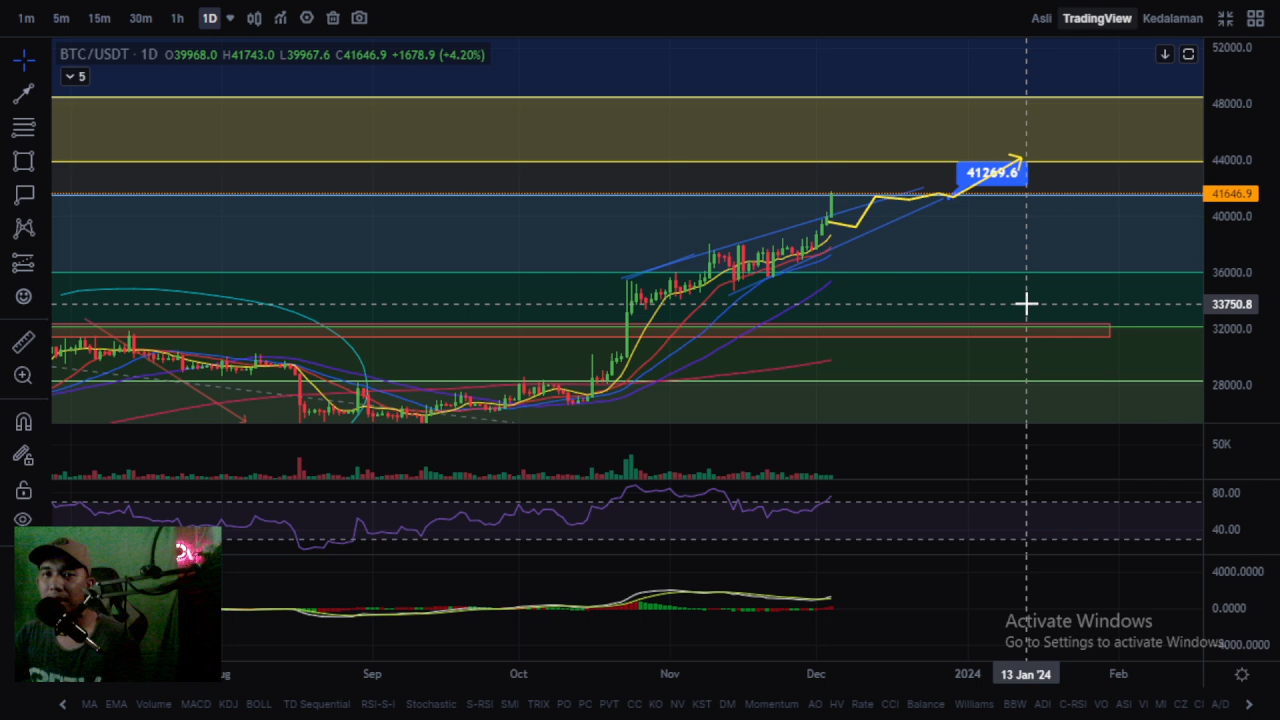 1m 5m 15m 30m 1h 1D Asli TradingView Kedalaman
BTC/USDT · 1D O39968.0 H41743.0 L39967.6 C41646.9 +1678.9 (+4.20%)
5
52000.0
48000.0
44000.0
41269.6
41646.9
40000.0
36000.0
33750.8
32000.0
28000.0
50K
80.00
40.00
4000.0000
0.0000
Activate Windows
Go to Settings to activate Windows.
Sep Oct Nov Dec 2024 13 Jan '24 Feb
MA EMA Volume MACD KDJ BOLL TD Sequential RSI-S-I Stochastic S-RSI SMI TRIX PO PC PVT CC KO NV KST DM Momentum AO HV Rate CCI Balance Williams BBW ADI C-RSI VO ASI VI MI CZ CI A/D